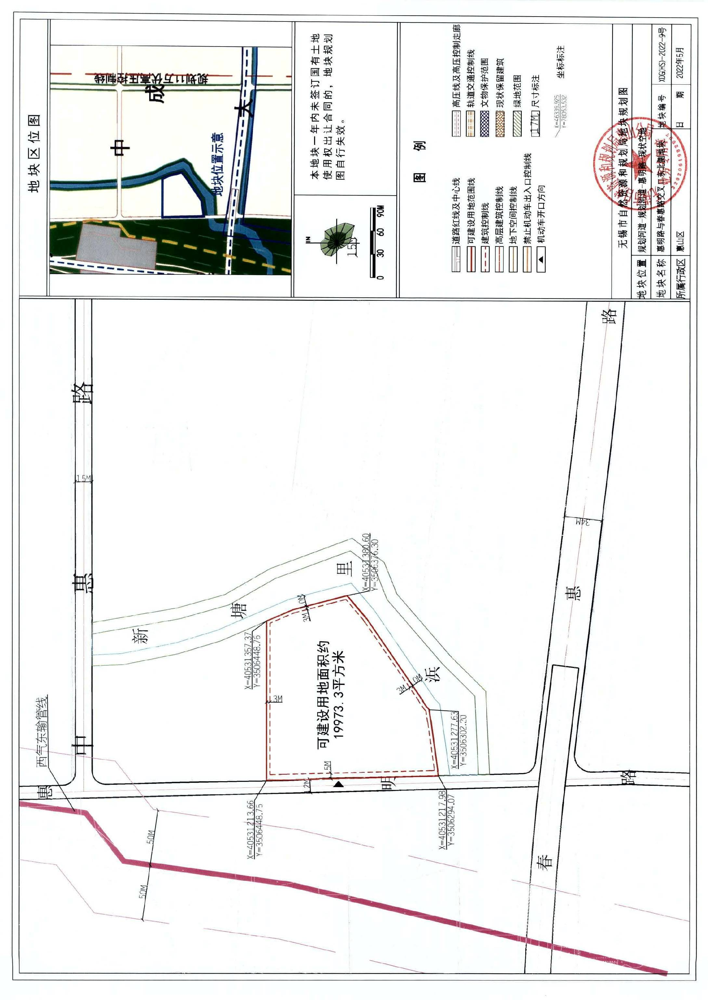 地块区位图
规划11万伏高压控制线
成
中
大
地块位置示意
本地块一年内未签订国有土地
使用权出让合同的，地块规划
图自行失效。
15M
0 30 60 90M
图 例
道路红线及中心线
可建设用地范围线
建筑控制线
高层建筑控制线
地下空间控制线
禁止机动车出入口控制线
机动车开口方向
高压线及高压控制走廊
轨道交通控制线
文物保护范围
现状保留建筑
绿地范围
17M 尺寸标注
X=46339.925
Y=78053.532
坐标标注
无锡市自然资源和规划局地块规划图
地块位置 规划河道-规划河道-惠明路-现状空地
地块名称 惠明路与春惠路交叉口东北侧地块
地块编号 XDG(HS)-2022-9号
所属行政区 惠山区
日 期 2022年5月
西气东输管线
中 惠 路
15M
惠 明 路
12M
新 塘 里 浜
X=40531357.37
Y=3506448.76
X=40531380.60
Y=3506376.30
X=40531277.63
Y=3506302.20
X=40531217.98
Y=3506294.07
X=40531213.66
Y=3506448.75
可建设用地面积约
19973.3平方米
3M
3M
0M
3M
0M
5M
50M
50M
春 惠 路
34M